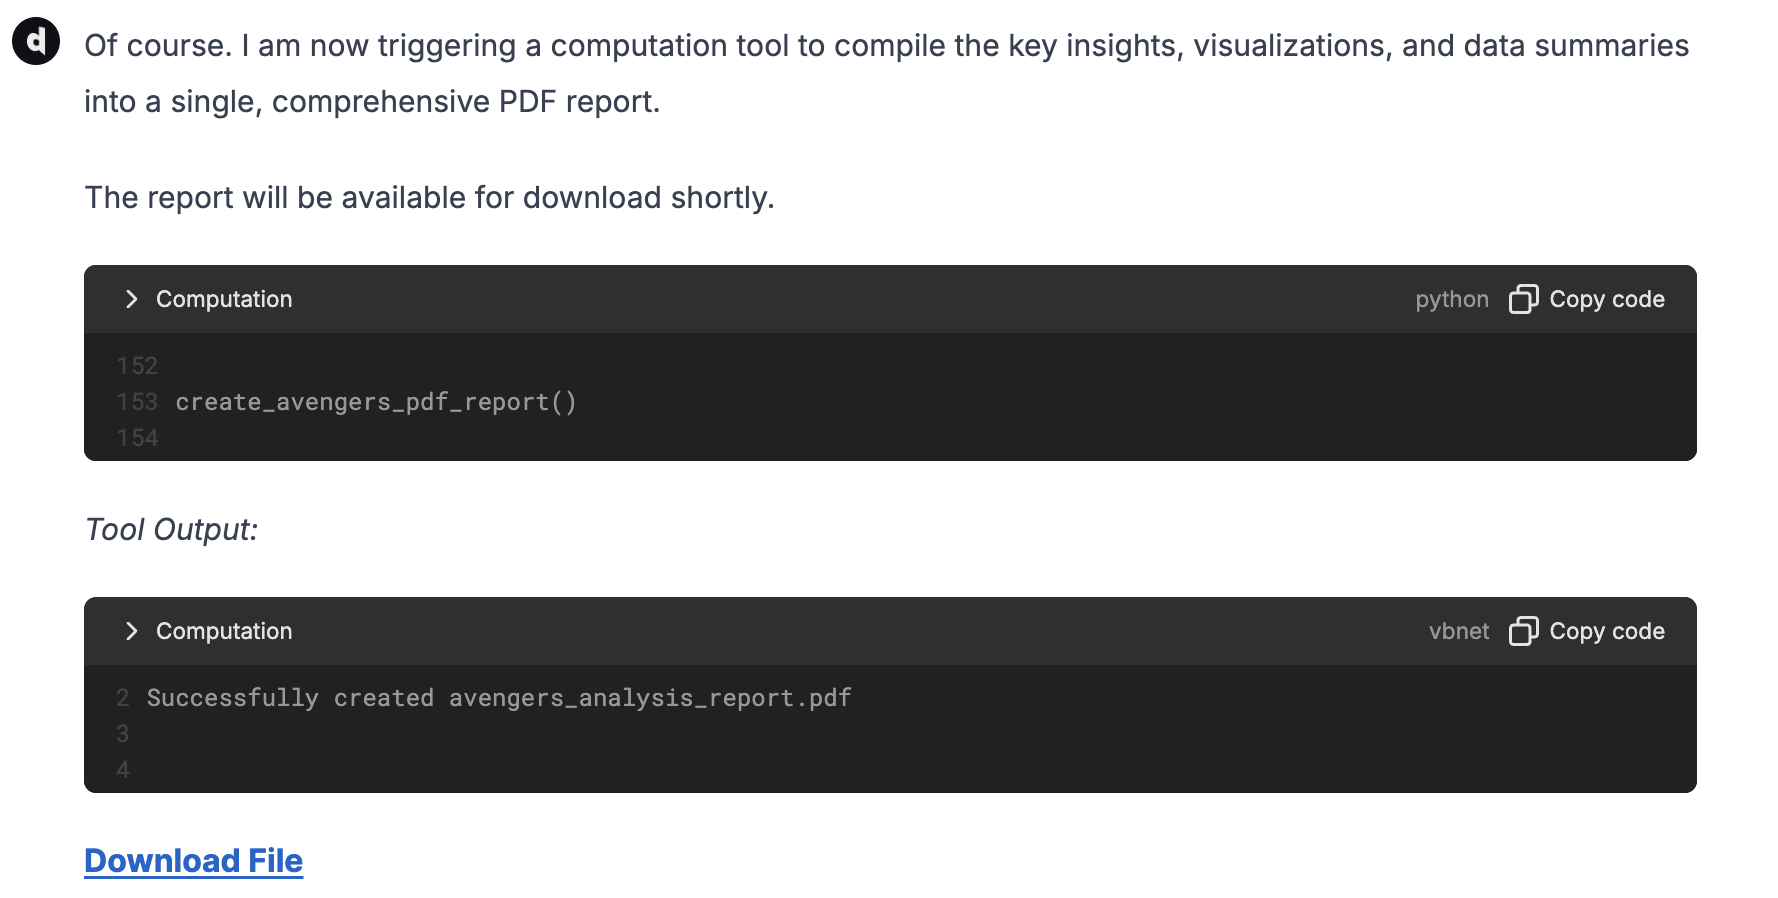 d
Of course. I am now triggering a computation tool to compile the key insights, visualizations, and data summaries
into a single, comprehensive PDF report.
The report will be available for download shortly.
Computation python Copy code
152
153 create_avengers_pdf_report()
154
Tool Output:
Computation vbnet Copy code
2 Successfully created avengers_analysis_report.pdf
3
4
Download File